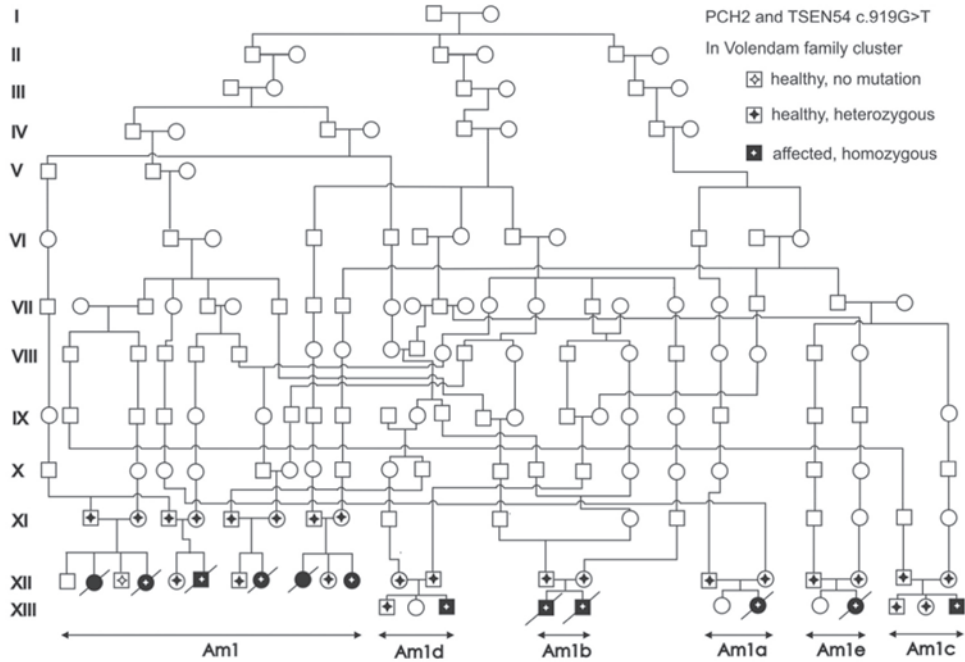 PCH2 and TSEN54 c.919G>T
In Volendam family cluster
healthy, no mutation
healthy, heterozygous
affected, homozygous
I
II
III
IV
V
VI
VII
VIII
IX
X
XI
XII
XIII
Am1
Am1d
Am1b
Am1a
Am1e
Am1c